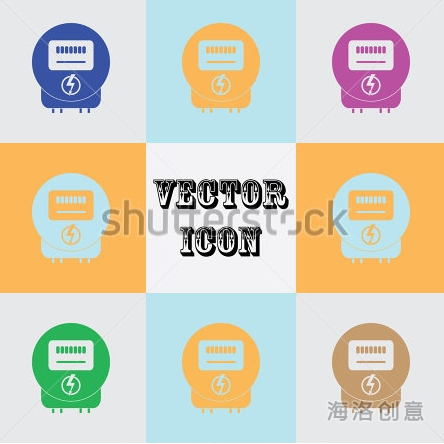 VECTOR
shutterstock
ICON
海洛创意